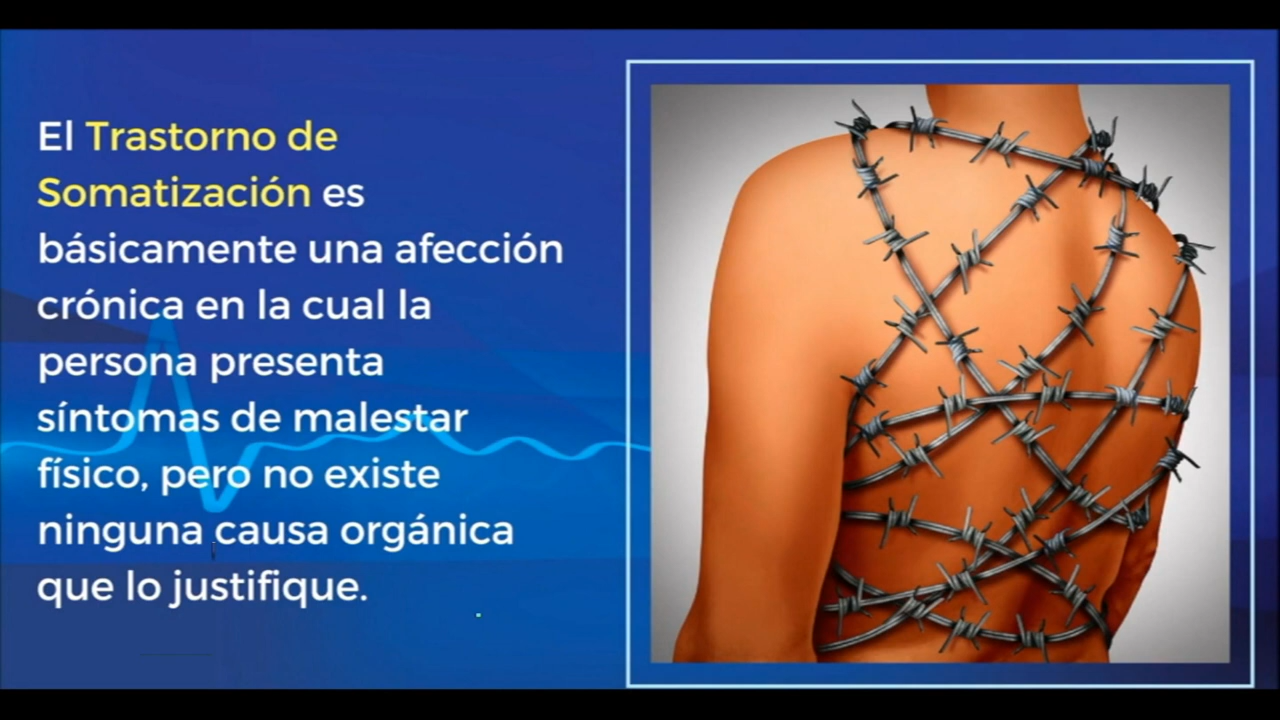 El Trastorno de
Somatización es
básicamente una afección
crónica en la cual la
persona presenta
síntomas de malestar
físico, pero no existe
ninguna causa orgánica
que lo justifique.